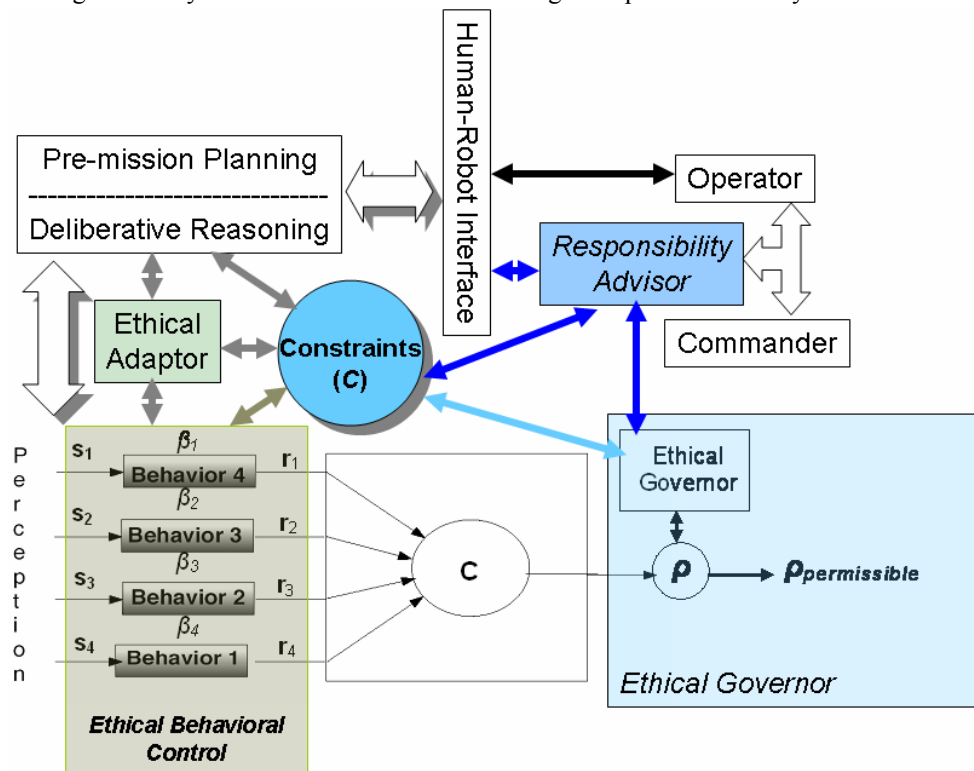 Human-Robot Interface
Pre-mission Planning
Deliberative Reasoning
Operator
Responsibility
Advisor
Commander
Ethical
Adaptor
Constraints
(C)
Perception
s1
β1
Behavior 4
r1
s2
β2
Behavior 3
r2
s3
β3
Behavior 2
r3
s4
β4
Behavior 1
r4
Ethical Behavioral
Control
C
Ethical
Governor
ρ
ρpermissible
Ethical Governor